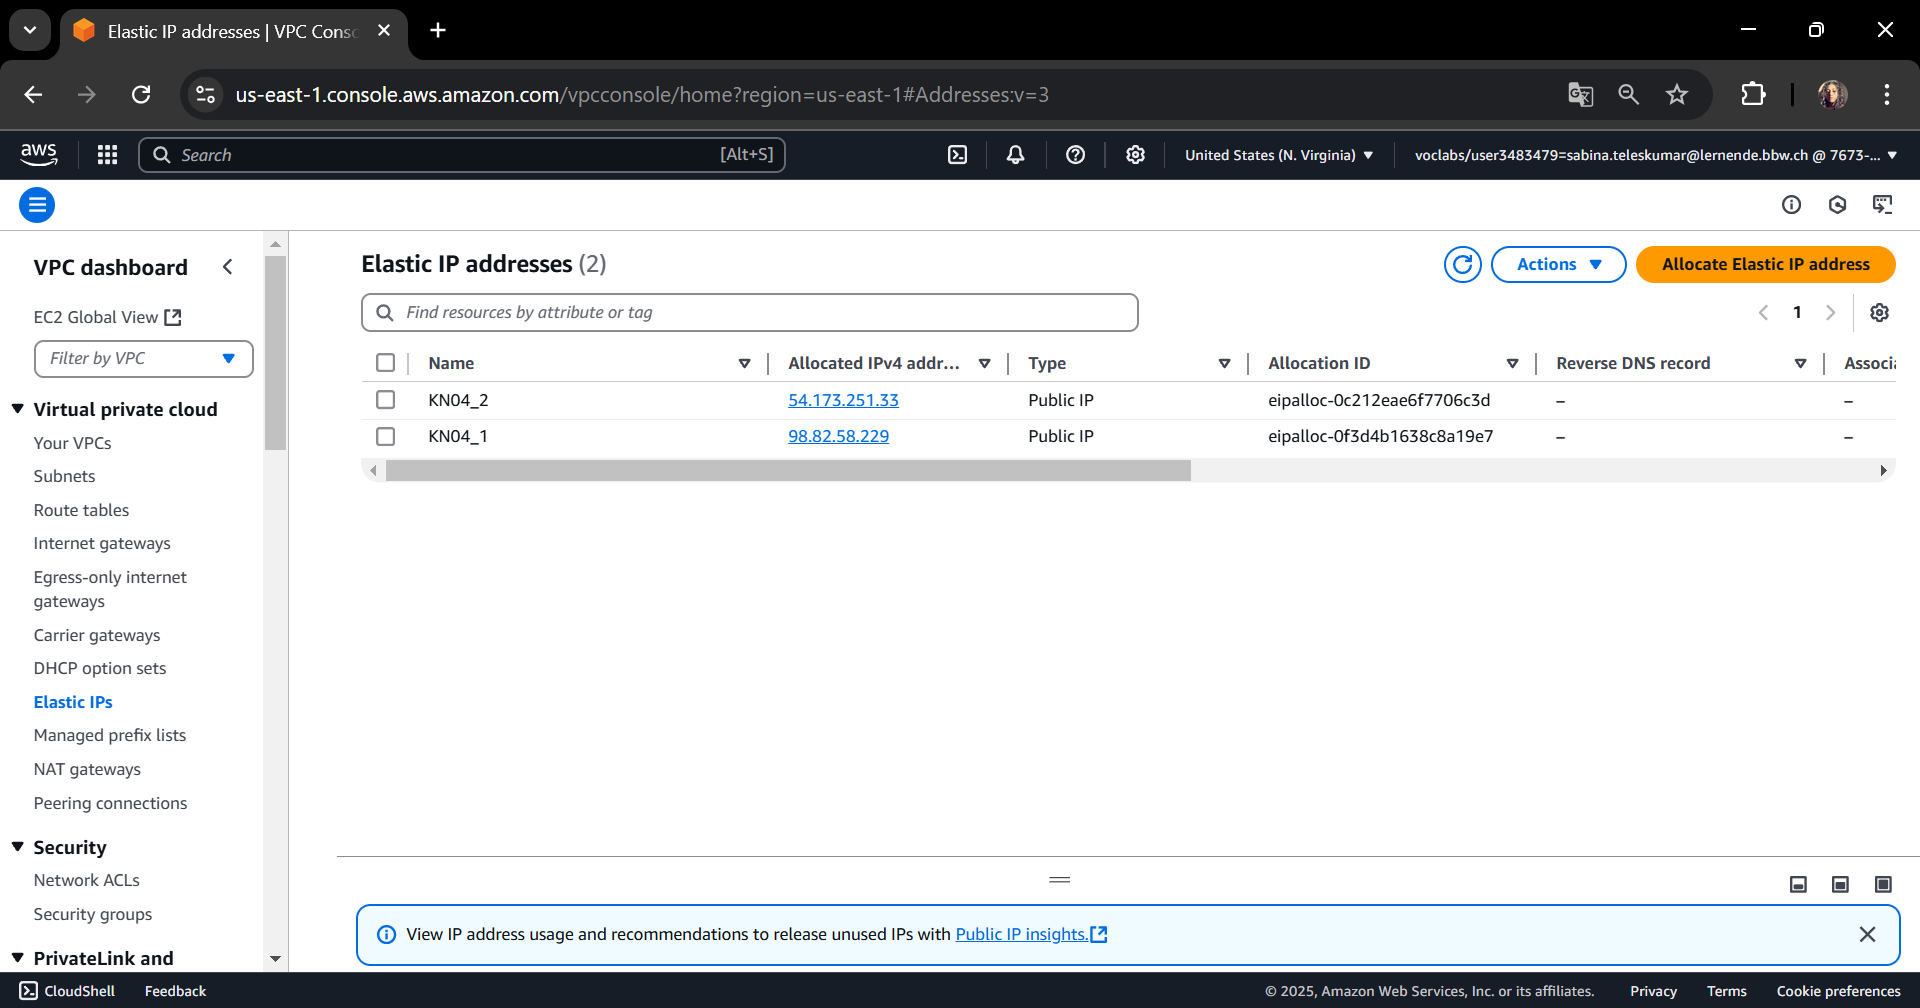 Elastic IP addresses | VPC Conso
us-east-1.console.aws.amazon.com/vpcconsole/home?region=us-east-1#Addresses:v=3
aws
Search [Alt+S]
United States (N. Virginia)
voclabs/user3483479=sabina.teleskumar@lernende.bbw.ch @ 7673-...
VPC dashboard
EC2 Global View
Filter by VPC
Virtual private cloud
Your VPCs
Subnets
Route tables
Internet gateways
Egress-only internet
gateways
Carrier gateways
DHCP option sets
Elastic IPs
Managed prefix lists
NAT gateways
Peering connections
Security
Network ACLs
Security groups
PrivateLink and
Elastic IP addresses (2)
Actions
Allocate Elastic IP address
Find resources by attribute or tag
1
Name Allocated IPv4 addr... Type Allocation ID Reverse DNS record Associa
KN04_2 54.173.251.33 Public IP eipalloc-0c212eae6f7706c3d – –
KN04_1 98.82.58.229 Public IP eipalloc-0f3d4b1638c8a19e7 – –
View IP address usage and recommendations to release unused IPs with Public IP insights.
CloudShell Feedback © 2025, Amazon Web Services, Inc. or its affiliates. Privacy Terms Cookie preferences